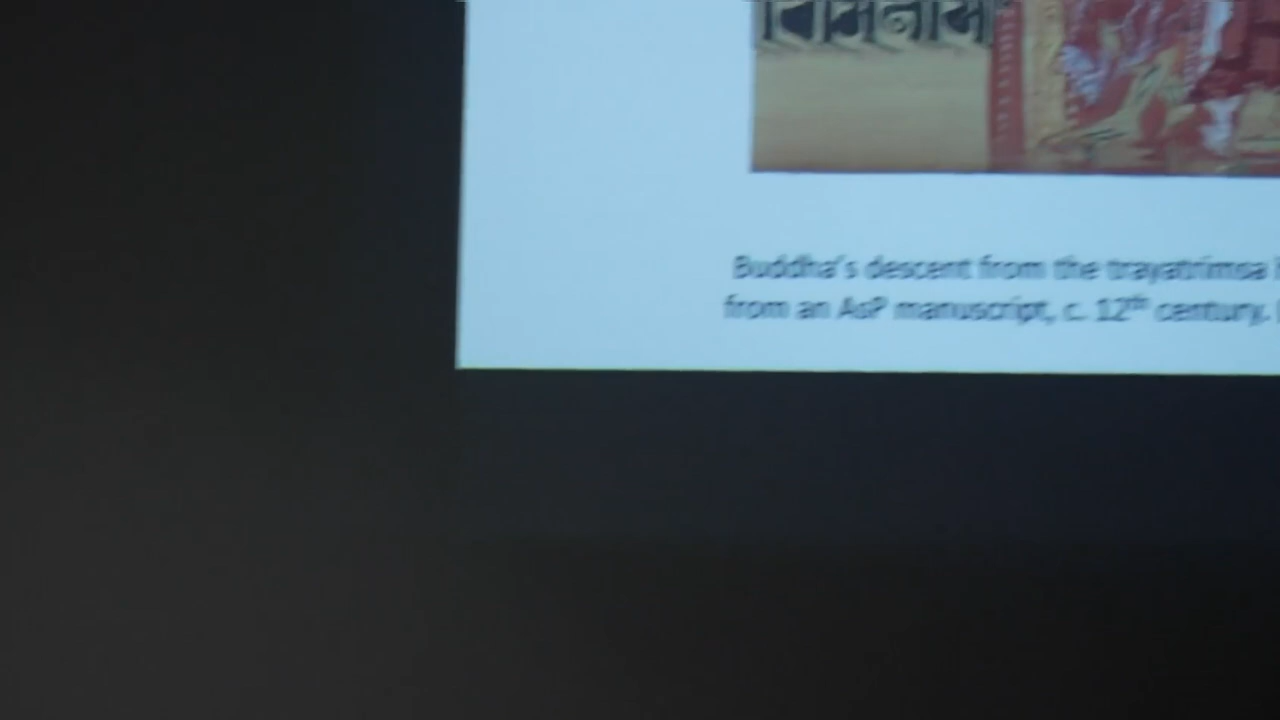 Buddha's descent from the trayatrimsa
from an AsP manuscript, c. 12th century.